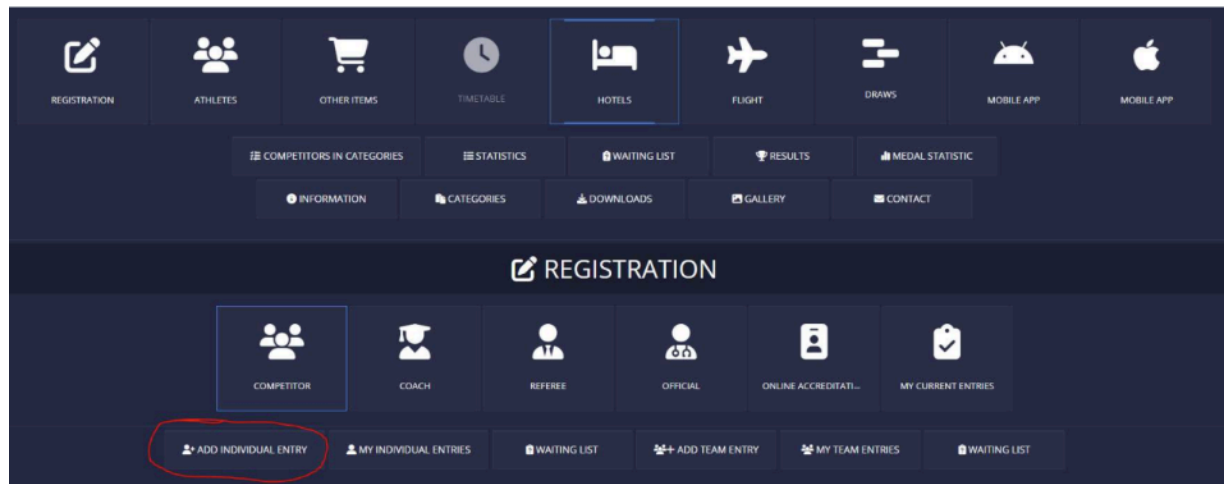 REGISTRATION ATHLETES OTHER ITEMS TIMETABLE HOTELS FLIGHT DRAWS MOBILE APP MOBILE APP
COMPETITORS IN CATEGORIES STATISTICS WAITING LIST RESULTS MEDAL STATISTIC
INFORMATION CATEGORIES DOWNLOADS GALLERY CONTACT
REGISTRATION
COMPETITOR COACH REFEREE OFFICIAL ONLINE ACCREDITATI... MY CURRENT ENTRIES
ADD INDIVIDUAL ENTRY MY INDIVIDUAL ENTRIES WAITING LIST ADD TEAM ENTRY MY TEAM ENTRIES WAITING LIST